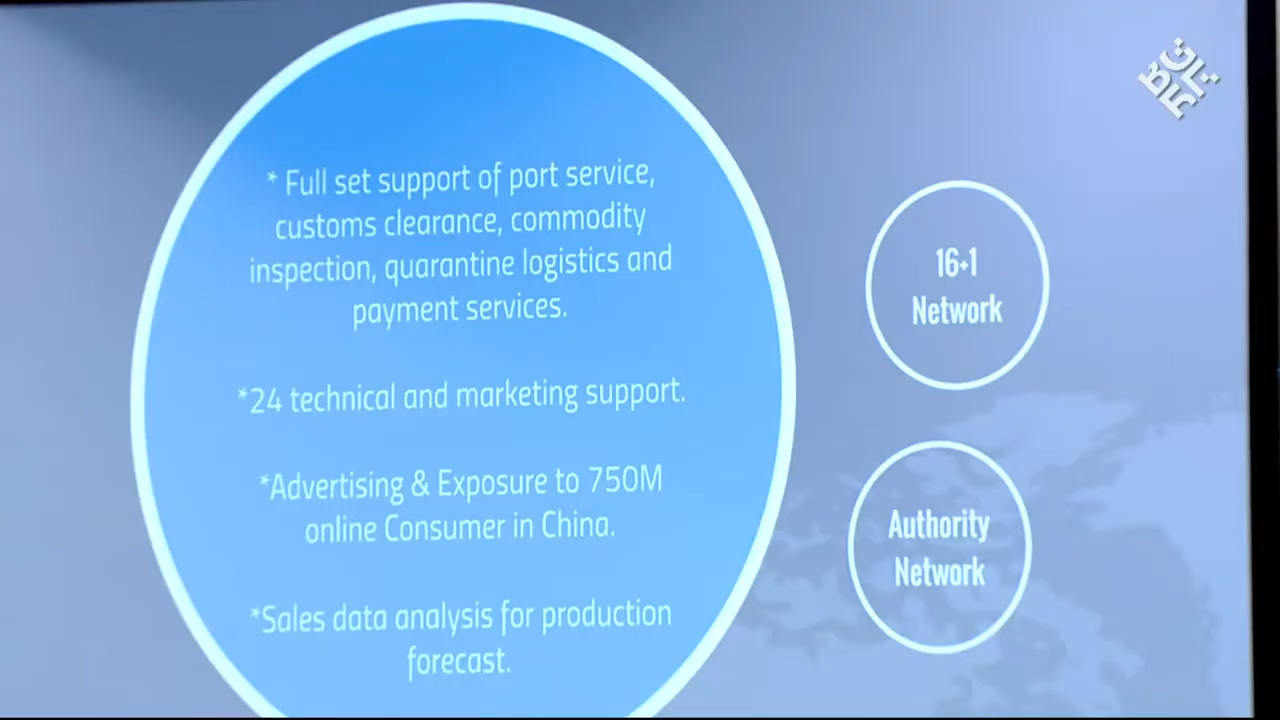 * Full set support of port service,
customs clearance, commodity
inspection, quarantine logistics and
payment services.
*24 technical and marketing support.
*Advertising & Exposure to 750M
online Consumer in China.
*Sales data analysis for production
forecast.
16+1
Network
Authority
Network